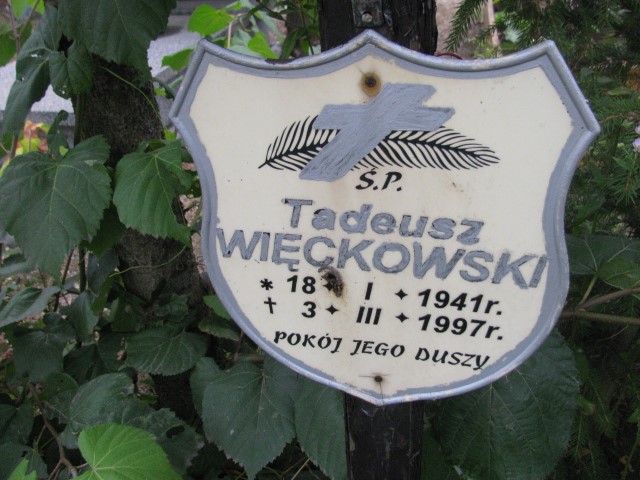 Ś.P.
Tadeusz
WIĘCKOWSKI
* 18 ✦ I ✦ 1941r.
† 3 ✦ III ✦ 1997r.
POKÓJ JEGO DUSZY